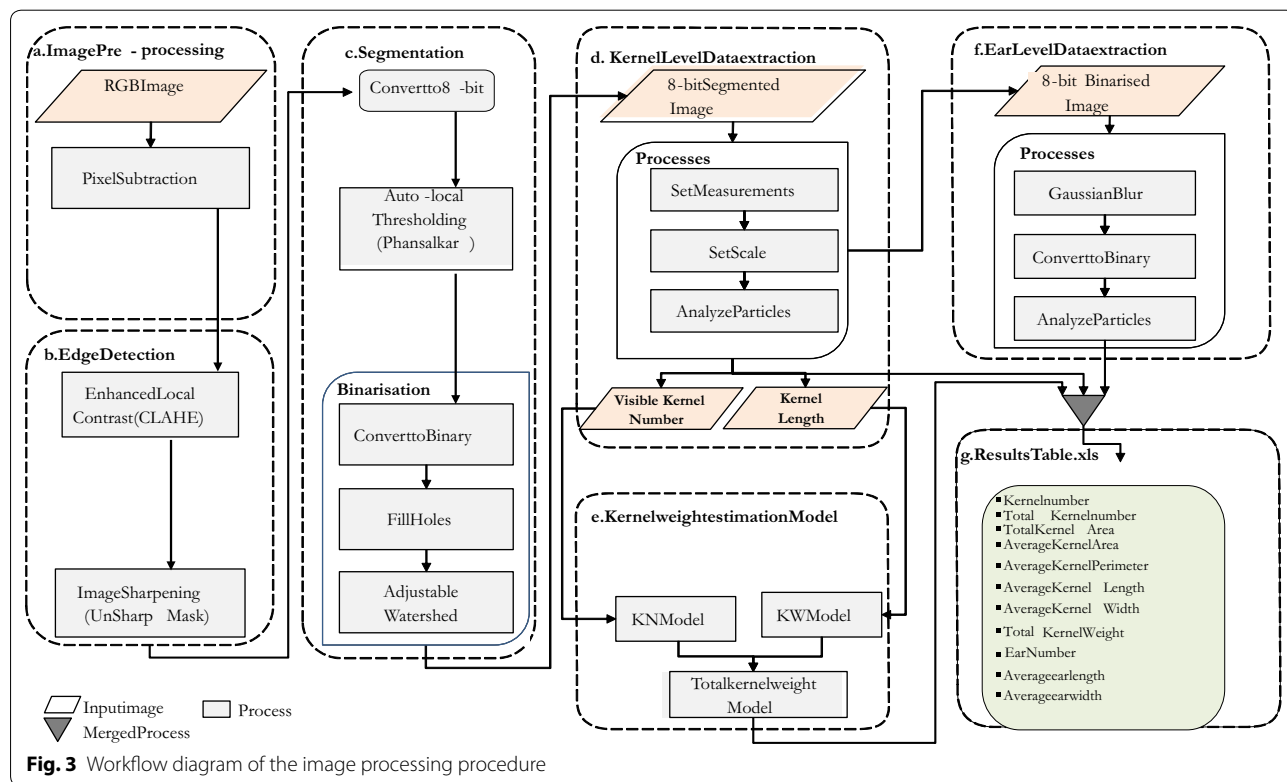 a.ImagePre - processing
RGBImage
PixelSubtraction
b.EdgeDetection
EnhancedLocal
Contrast(CLAHE)
ImageSharpening
(UnSharp Mask)
c.Segmentation
Convertto8 -bit
Auto -local
Thresholding
(Phansalkar )
Binarisation
ConverttoBinary
FillHoles
Adjustable
Watershed
d. KernelLevelDataextraction
8-bitSegmented
Image
Processes
SetMeasurements
SetScale
AnalyzeParticles
Visible Kernel
Number
Kernel
Length
e.KernelweightestimationModel
KNModel
KWModel
Totalkernelweight
Model
f.EarLevelDataextraction
8-bit Binarised
Image
Processes
GaussianBlur
ConverttoBinary
AnalyzeParticles
g.ResultsTable.xls
▪ Kernelnumber
▪ Total Kernelnumber
▪ TotalKernel Area
▪ AverageKernelArea
▪ AverageKernelPerimeter
▪ AverageKernel Length
▪ AverageKernel Width
▪ Total KernelWeight
▪ EarNumber
▪ Averageearlength
▪ Averageearwidth
Inputimage
Process
MergedProcess
Fig. 3 Workflow diagram of the image processing procedure